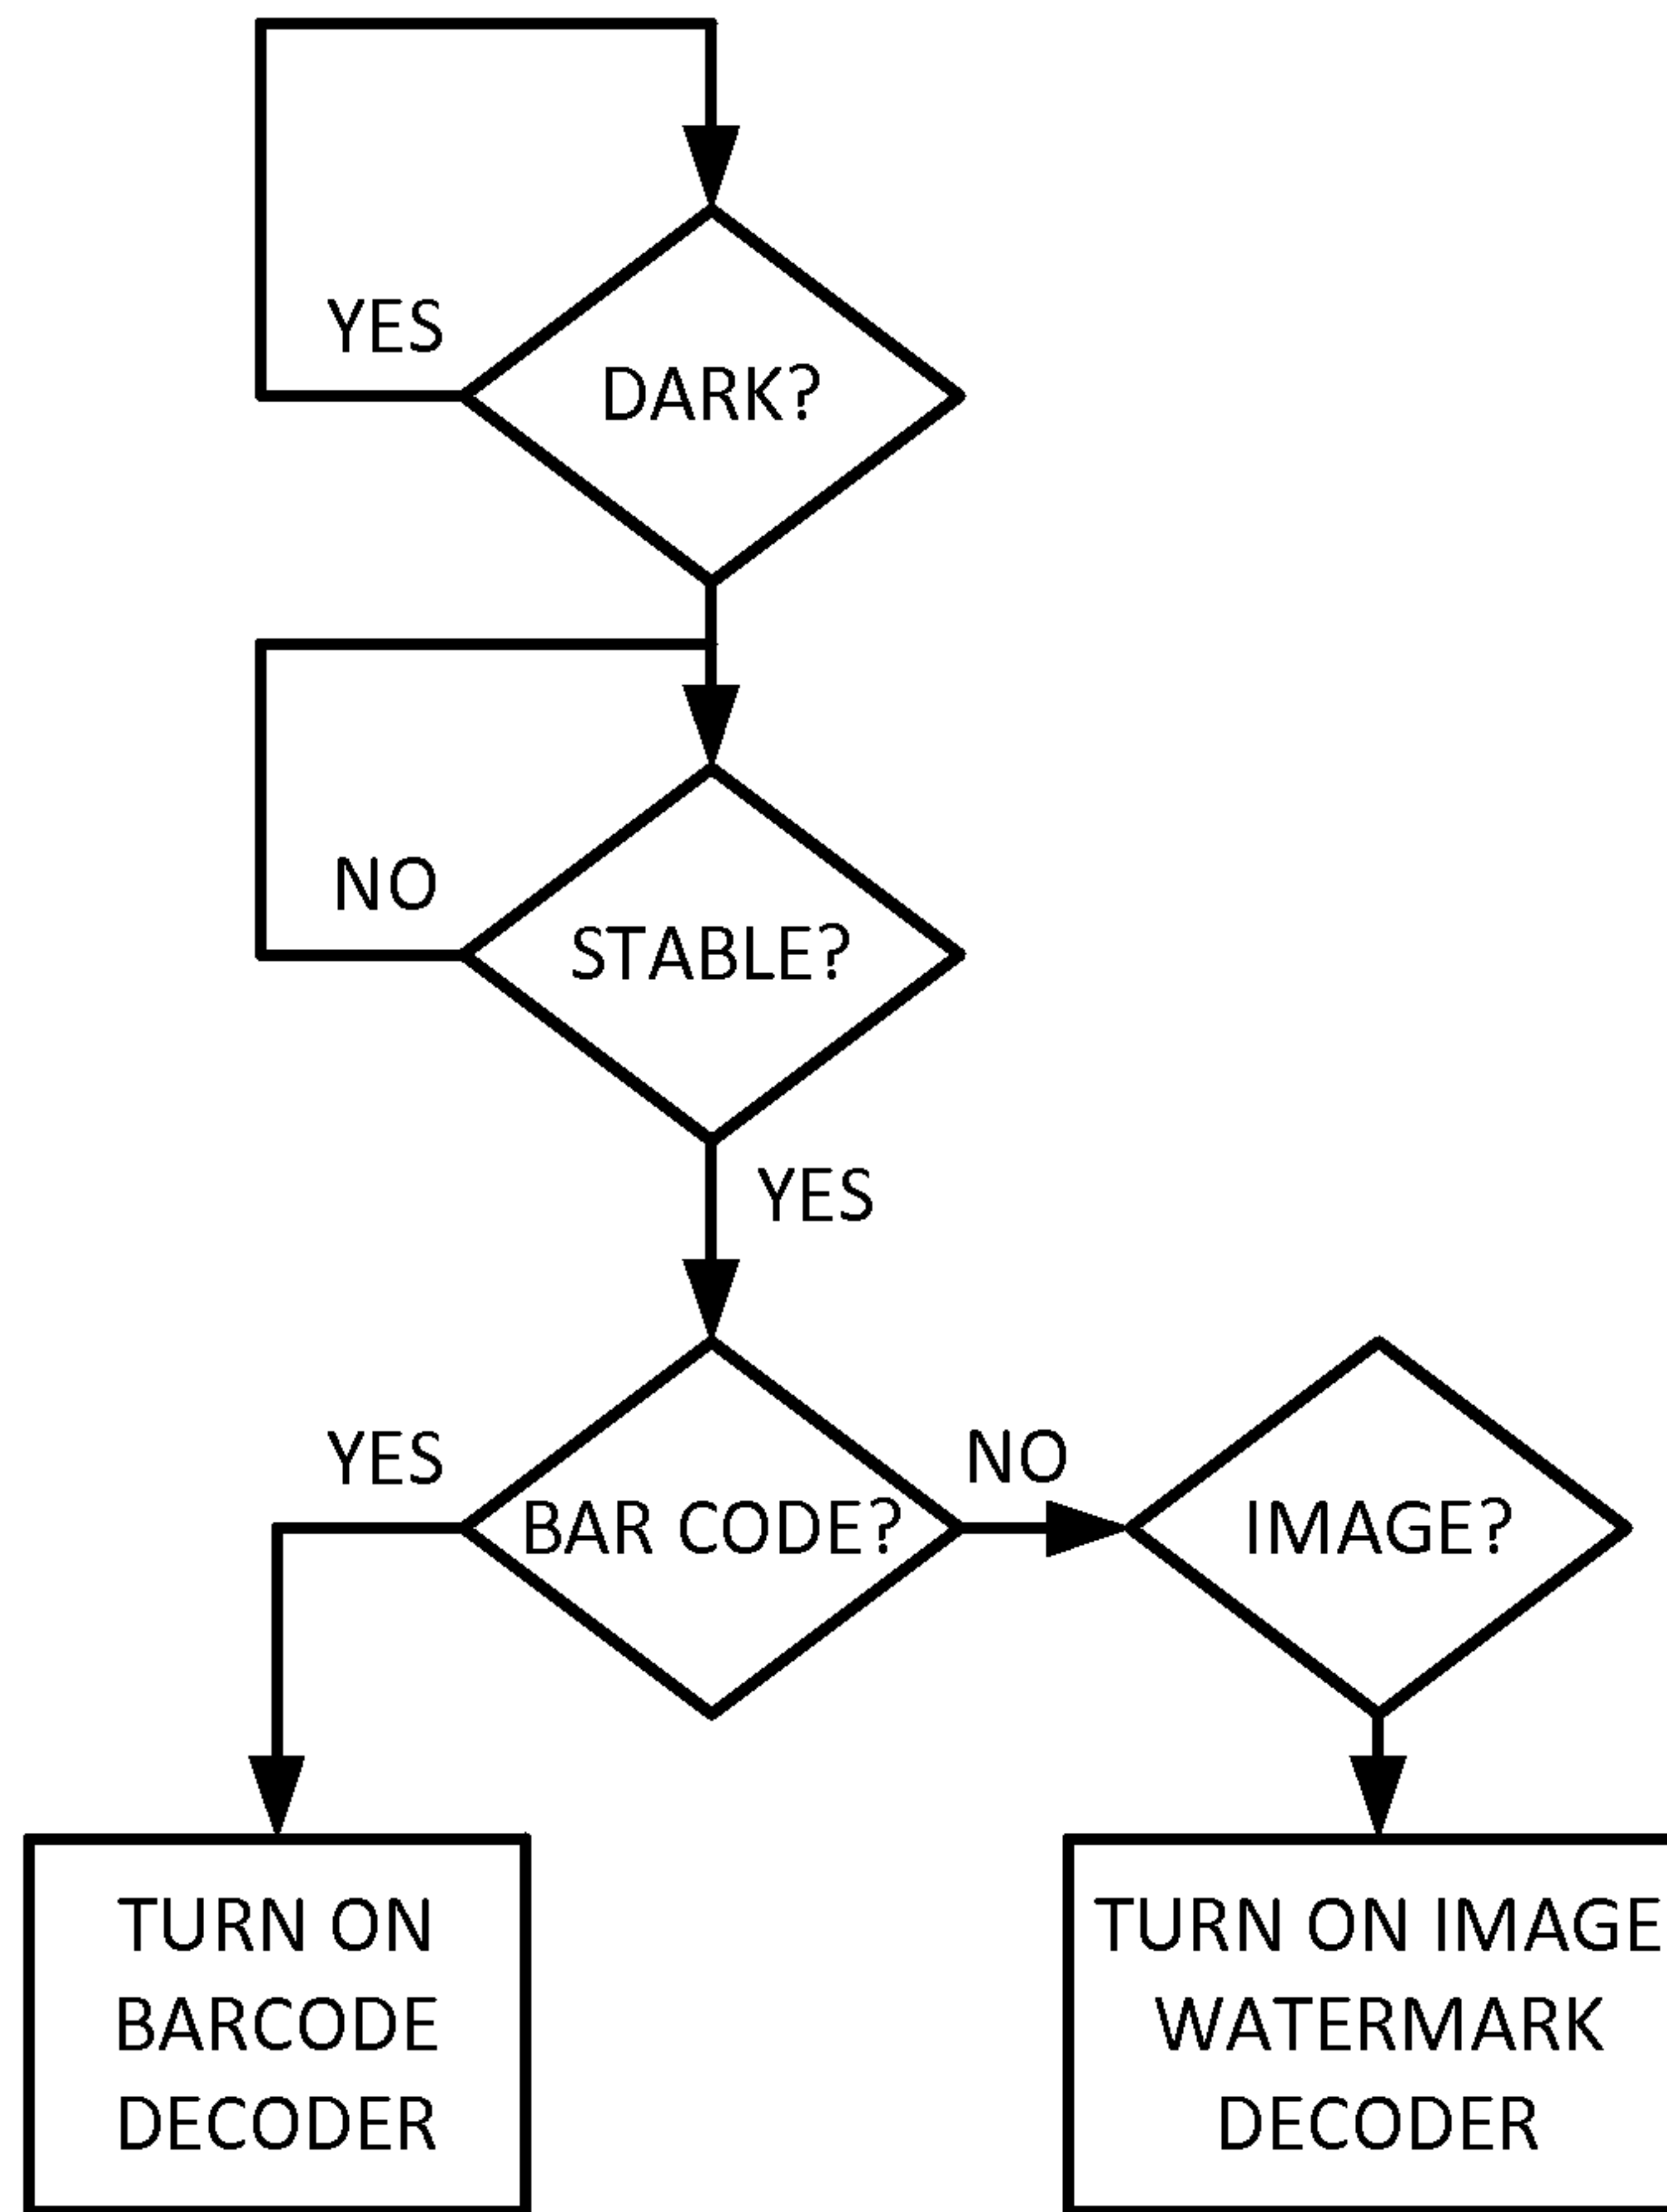 YES
DARK?
NO
STABLE?
YES
YES
BAR CODE?
NO
IMAGE?
TURN ON
BARCODE
DECODER
TURN ON IMAGE
WATERMARK
DECODER